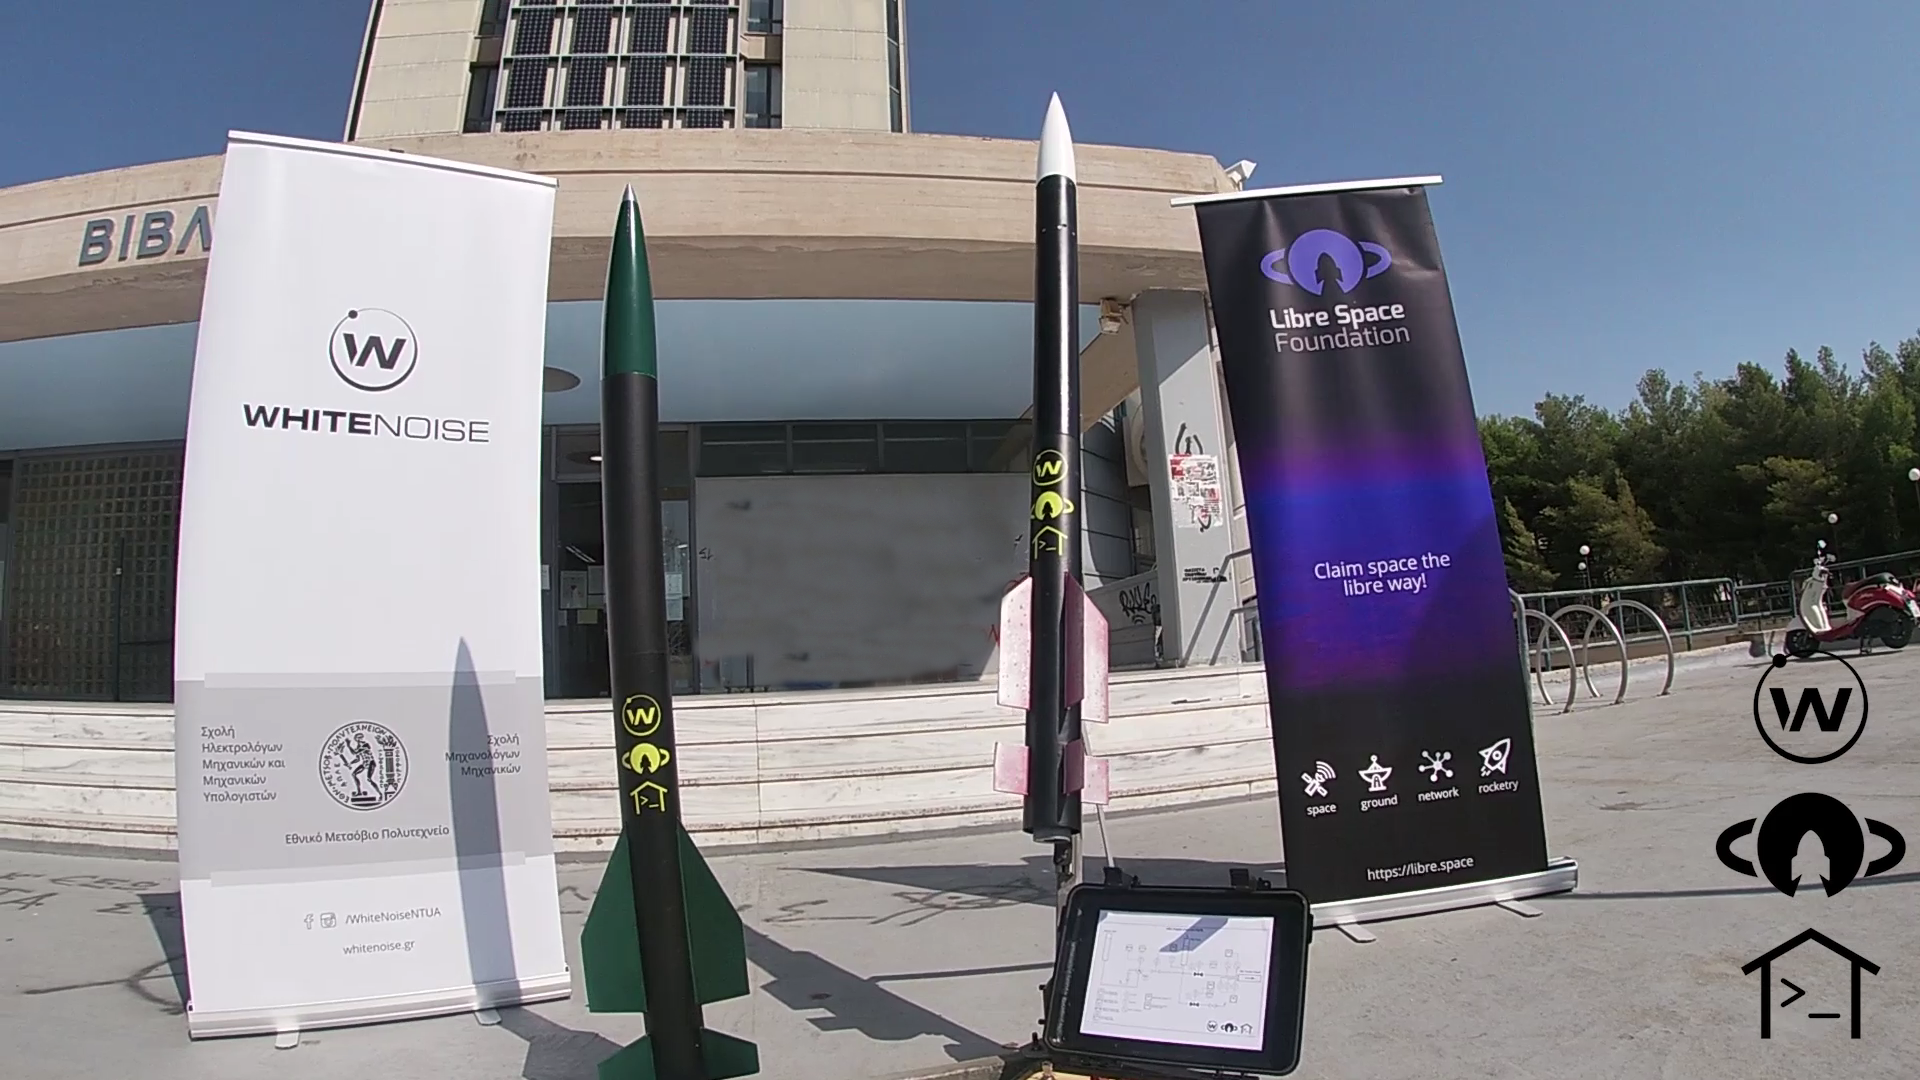 ΒΙΒΛ
W
WHITENOISE
Σχολή
Ηλεκτρολόγων
Μηχανικών και
Μηχανικών
Υπολογιστών
Σχολή
Μηχανολόγων
Μηχανικών
Εθνικό Μετσόβιο Πολυτεχνείο
/WhiteNoiseNTUA
whitenoise.gr
W
>_
W
>_
Libre Space
Foundation
Claim space the
libre way!
space
ground
network
rocketry
https://libre.space
W
>_